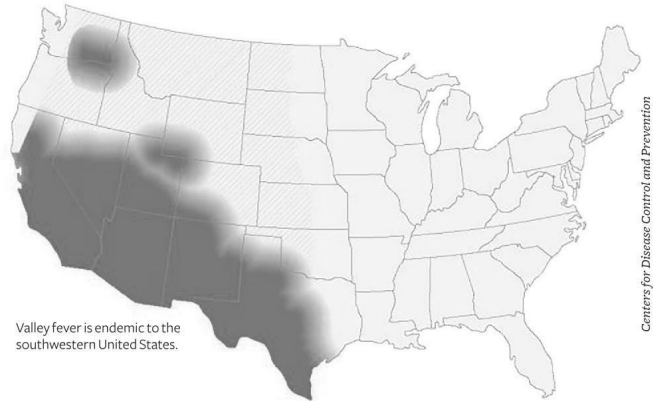 Valley fever is endemic to the
southwestern United States.
Centers for Disease Control and Prevention